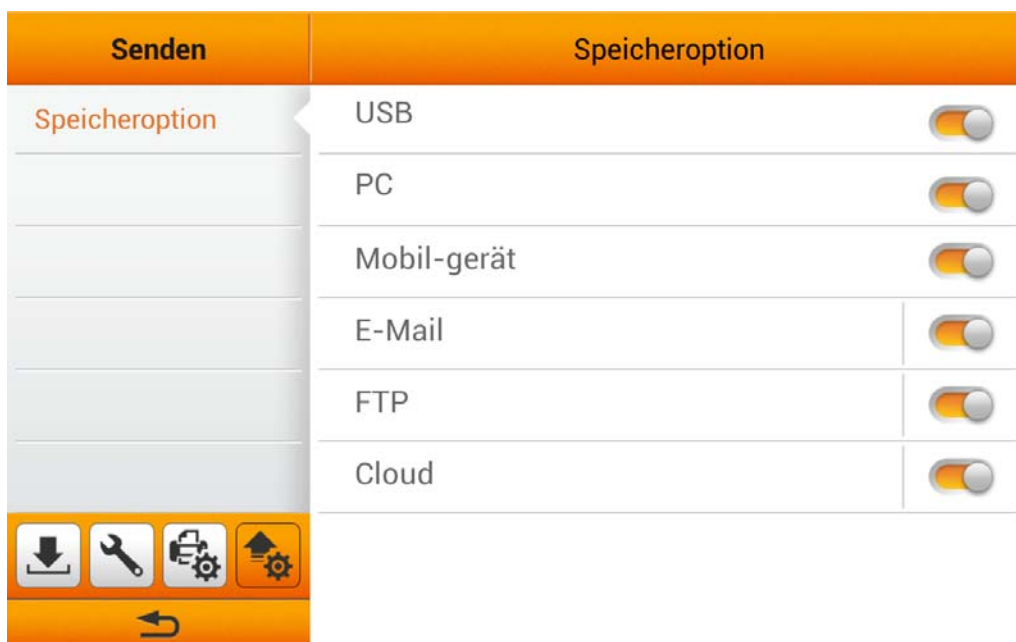 Senden
Speicheroption
Speicheroption
USB
PC
Mobil-gerät
E-Mail
FTP
Cloud